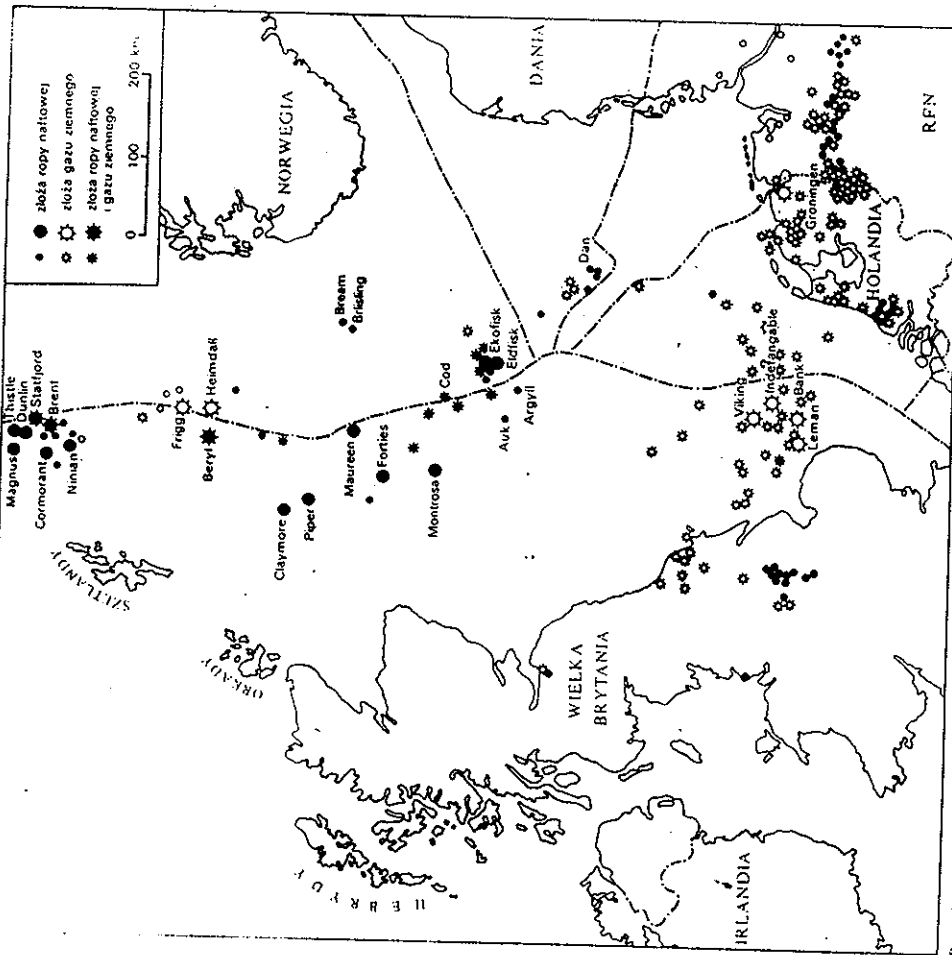 złoża ropy naftowej
złoża gazu ziemnego
złoża ropy naftowej
i gazu ziemnego
0 100 200 km
NORWEGIA
DANIA
RFN
HOLANDIA
Groningen
SZETLANDY
ORKADY
HEBRYDY
WIELKA
BRYTANIA
IRLANDIA
Magnus
Thistle
Dunlin
Statfjord
Brent
Cormorant
Ninian
Frigg
Heimdall
Beryl
Bream
Brisling
Claymore
Piper
Maureen
Forties
Montrosa
Cod
Ekofisk
Eldfisk
Auk
Argyll
Dan
Viking
Indefangable
Bank
Leman